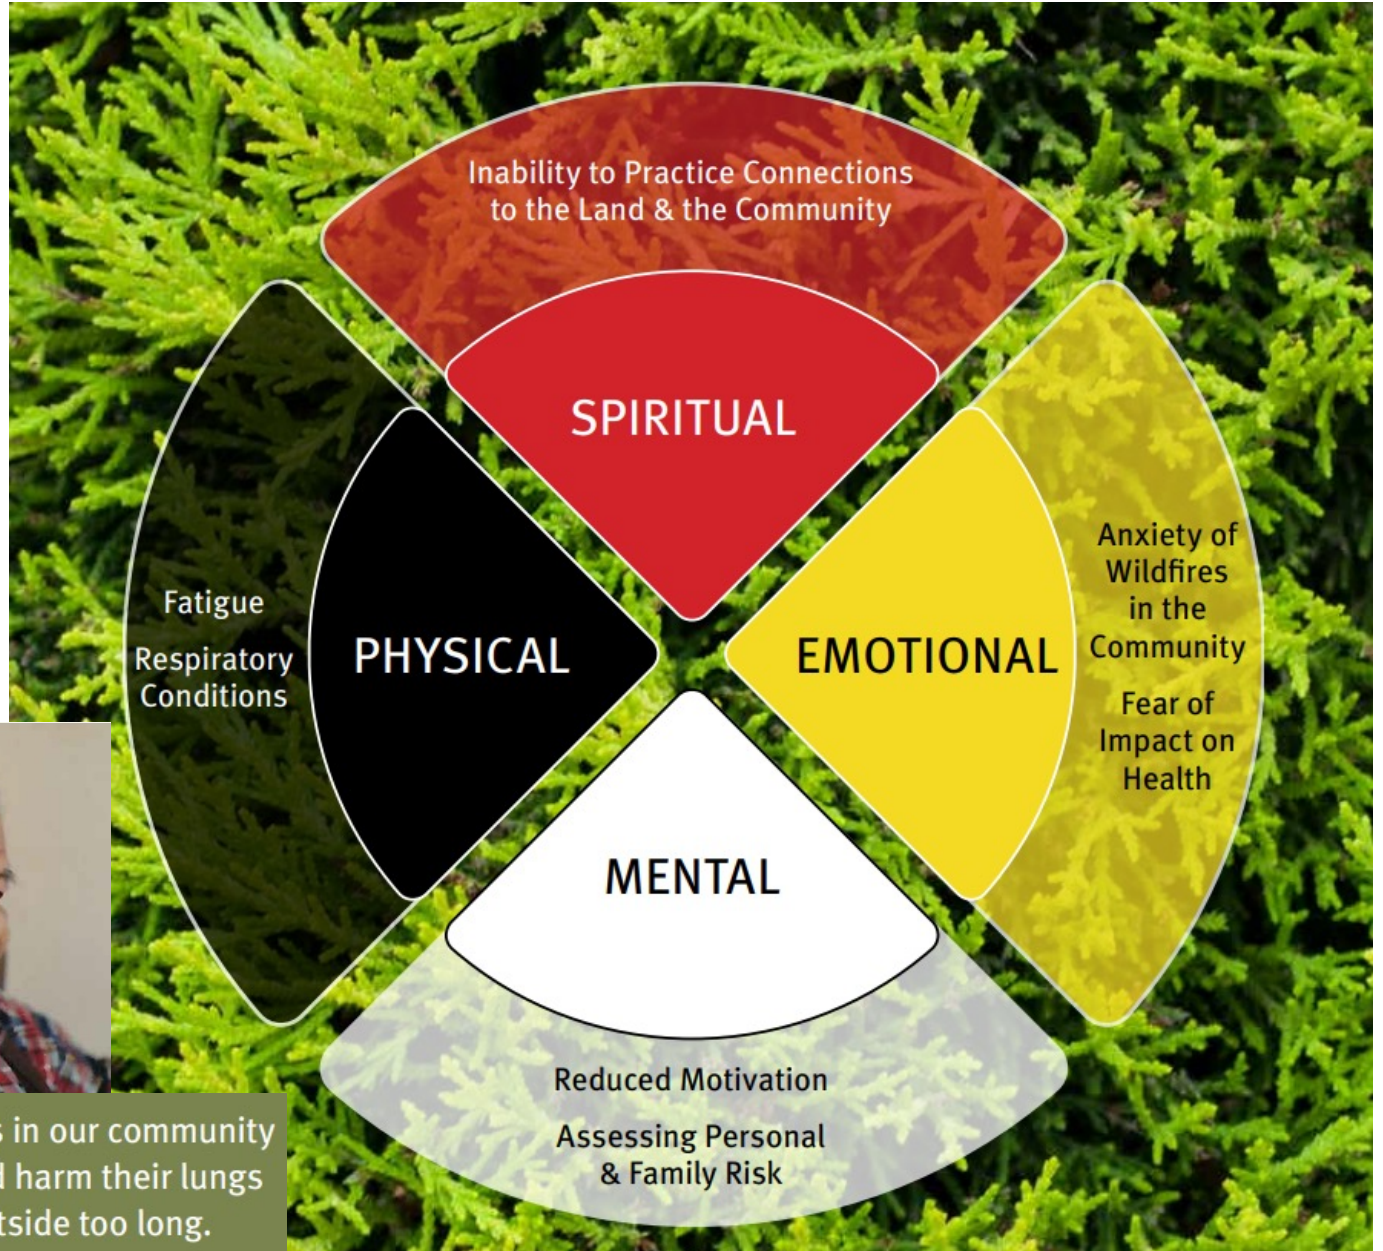 Inability to Practice Connections
to the Land & the Community
SPIRITUAL
Fatigue
Respiratory
Conditions
PHYSICAL
EMOTIONAL
Anxiety of
Wildfires
in the
Community
Fear of
Impact on
Health
MENTAL
Reduced Motivation
Assessing Personal
& Family Risk
in our community
harm their lungs
too long.